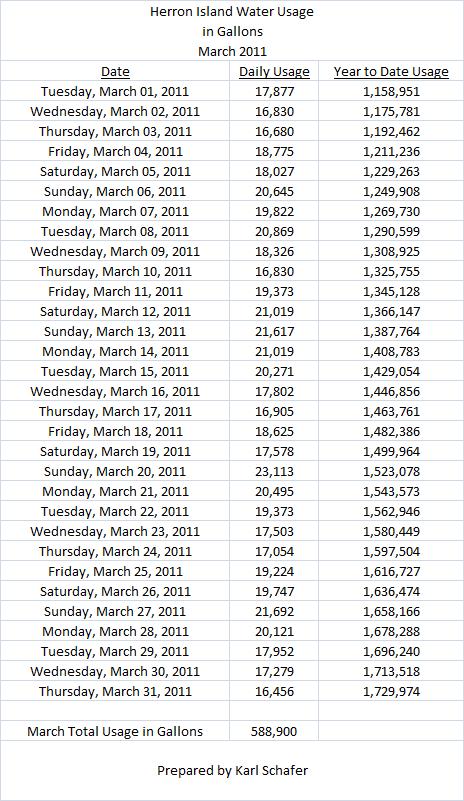 Herron Island Water Usage
in Gallons
March 2011
Date Daily Usage Year to Date Usage
Tuesday, March 01, 2011 17,877 1,158,951
Wednesday, March 02, 2011 16,830 1,175,781
Thursday, March 03, 2011 16,680 1,192,462
Friday, March 04, 2011 18,775 1,211,236
Saturday, March 05, 2011 18,027 1,229,263
Sunday, March 06, 2011 20,645 1,249,908
Monday, March 07, 2011 19,822 1,269,730
Tuesday, March 08, 2011 20,869 1,290,599
Wednesday, March 09, 2011 18,326 1,308,925
Thursday, March 10, 2011 16,830 1,325,755
Friday, March 11, 2011 19,373 1,345,128
Saturday, March 12, 2011 21,019 1,366,147
Sunday, March 13, 2011 21,617 1,387,764
Monday, March 14, 2011 21,019 1,408,783
Tuesday, March 15, 2011 20,271 1,429,054
Wednesday, March 16, 2011 17,802 1,446,856
Thursday, March 17, 2011 16,905 1,463,761
Friday, March 18, 2011 18,625 1,482,386
Saturday, March 19, 2011 17,578 1,499,964
Sunday, March 20, 2011 23,113 1,523,078
Monday, March 21, 2011 20,495 1,543,573
Tuesday, March 22, 2011 19,373 1,562,946
Wednesday, March 23, 2011 17,503 1,580,449
Thursday, March 24, 2011 17,054 1,597,504
Friday, March 25, 2011 19,224 1,616,727
Saturday, March 26, 2011 19,747 1,636,474
Sunday, March 27, 2011 21,692 1,658,166
Monday, March 28, 2011 20,121 1,678,288
Tuesday, March 29, 2011 17,952 1,696,240
Wednesday, March 30, 2011 17,279 1,713,518
Thursday, March 31, 2011 16,456 1,729,974
March Total Usage in Gallons 588,900
Prepared by Karl Schafer